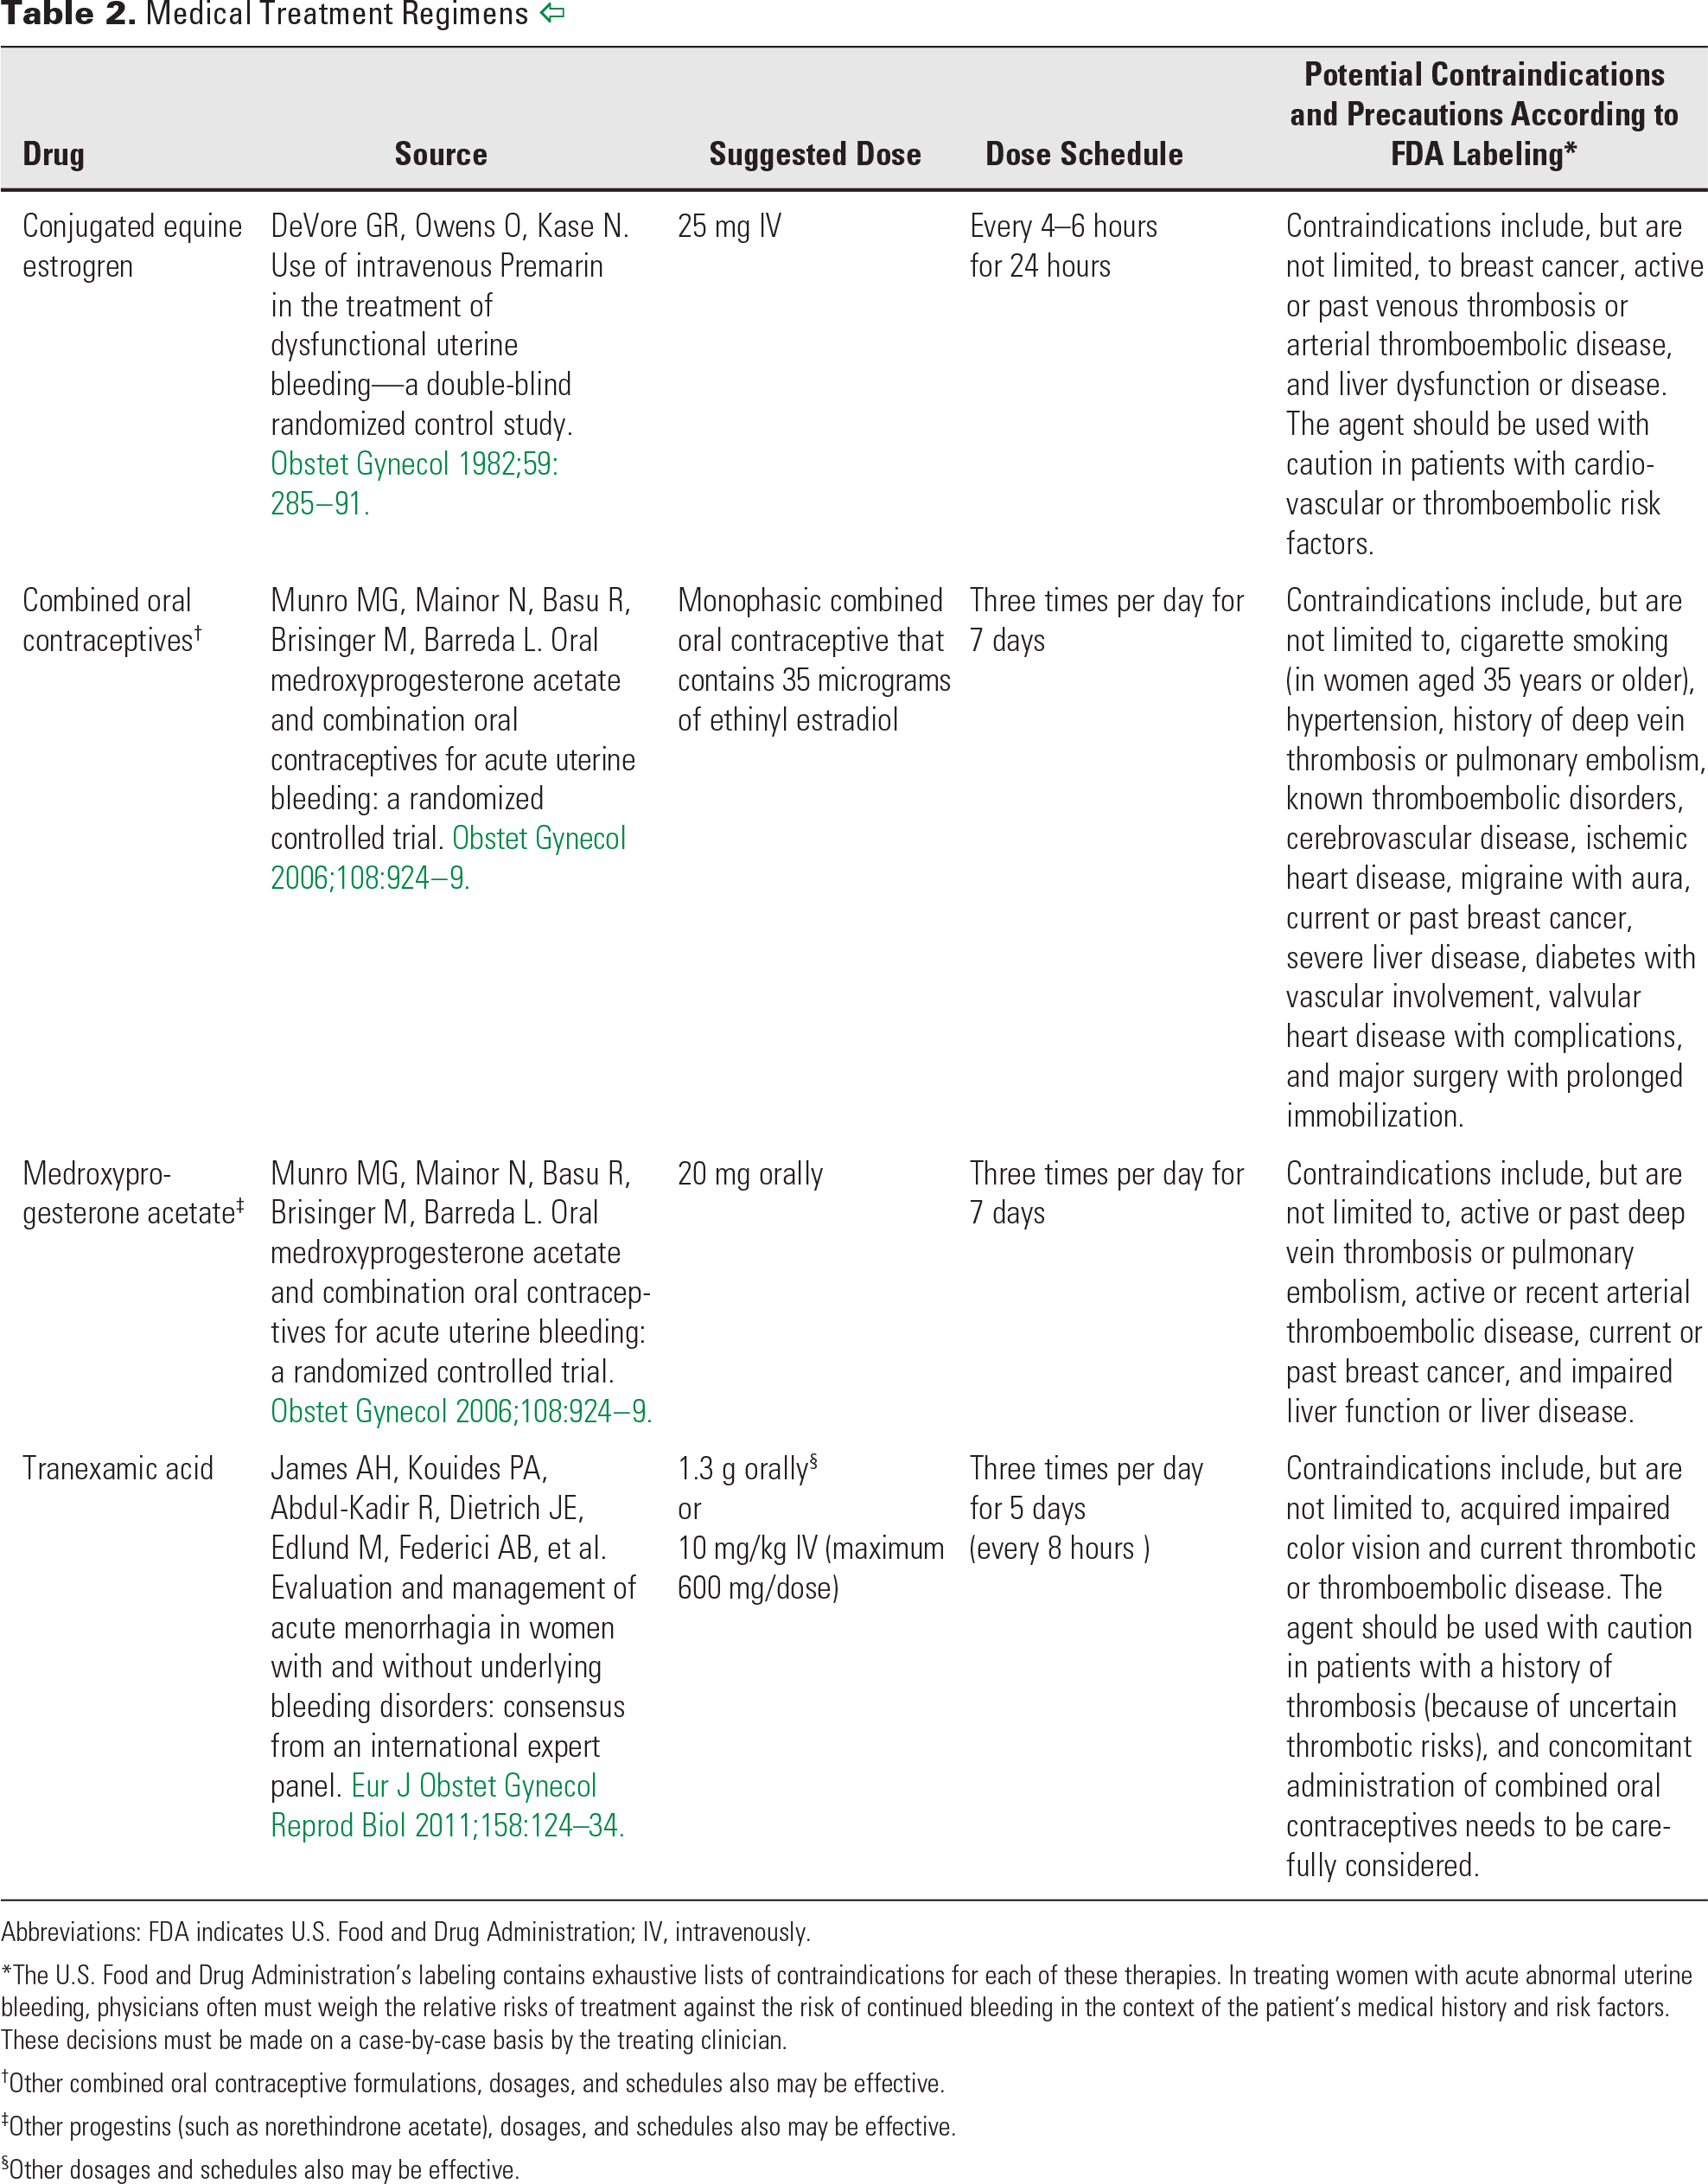 Table 2. Medical Treatment Regimens ⇦
Drug
Source
Suggested Dose
Dose Schedule
Potential Contraindications
and Precautions According to
FDA Labeling*
Conjugated equine
estrogren
DeVore GR, Owens O, Kase N.
Use of intravenous Premarin
in the treatment of
dysfunctional uterine
bleeding—a double-blind
randomized control study.
Obstet Gynecol 1982;59:
285–91.
25 mg IV
Every 4–6 hours
for 24 hours
Contraindications include, but are
not limited, to breast cancer, active
or past venous thrombosis or
arterial thromboembolic disease,
and liver dysfunction or disease.
The agent should be used with
caution in patients with cardio-
vascular or thromboembolic risk
factors.
Combined oral
contraceptives†
Munro MG, Mainor N, Basu R,
Brisinger M, Barreda L. Oral
medroxyprogesterone acetate
and combination oral
contraceptives for acute uterine
bleeding: a randomized
controlled trial. Obstet Gynecol
2006;108:924–9.
Monophasic combined
oral contraceptive that
contains 35 micrograms
of ethinyl estradiol
Three times per day for
7 days
Contraindications include, but are
not limited to, cigarette smoking
(in women aged 35 years or older),
hypertension, history of deep vein
thrombosis or pulmonary embolism,
known thromboembolic disorders,
cerebrovascular disease, ischemic
heart disease, migraine with aura,
current or past breast cancer,
severe liver disease, diabetes with
vascular involvement, valvular
heart disease with complications,
and major surgery with prolonged
immobilization.
Medroxypro-
gesterone acetate‡
Munro MG, Mainor N, Basu R,
Brisinger M, Barreda L. Oral
medroxyprogesterone acetate
and combination oral contracep-
tives for acute uterine bleeding:
a randomized controlled trial.
Obstet Gynecol 2006;108:924–9.
20 mg orally
Three times per day for
7 days
Contraindications include, but are
not limited to, active or past deep
vein thrombosis or pulmonary
embolism, active or recent arterial
thromboembolic disease, current or
past breast cancer, and impaired
liver function or liver disease.
Tranexamic acid
James AH, Kouides PA,
Abdul-Kadir R, Dietrich JE,
Edlund M, Federici AB, et al.
Evaluation and management of
acute menorrhagia in women
with and without underlying
bleeding disorders: consensus
from an international expert
panel. Eur J Obstet Gynecol
Reprod Biol 2011;158:124–34.
1.3 g orally§
or
10 mg/kg IV (maximum
600 mg/dose)
Three times per day
for 5 days
(every 8 hours )
Contraindications include, but are
not limited to, acquired impaired
color vision and current thrombotic
or thromboembolic disease. The
agent should be used with caution
in patients with a history of
thrombosis (because of uncertain
thrombotic risks), and concomitant
administration of combined oral
contraceptives needs to be care-
fully considered.
Abbreviations: FDA indicates U.S. Food and Drug Administration; IV, intravenously.
*The U.S. Food and Drug Administration’s labeling contains exhaustive lists of contraindications for each of these therapies. In treating women with acute abnormal uterine
bleeding, physicians often must weigh the relative risks of treatment against the risk of continued bleeding in the context of the patient’s medical history and risk factors.
These decisions must be made on a case-by-case basis by the treating clinician.
†Other combined oral contraceptive formulations, dosages, and schedules also may be effective.
‡Other progestins (such as norethindrone acetate), dosages, and schedules also may be effective.
§Other dosages and schedules also may be effective.